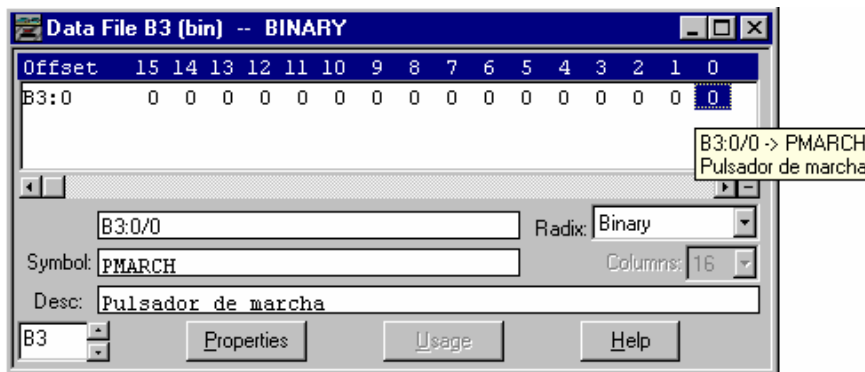 Data File B3 (bin) -- BINARY
Offset 15 14 13 12 11 10 9 8 7 6 5 4 3 2 1 0
B3:0 0 0 0 0 0 0 0 0 0 0 0 0 0 0 0 0
B3:0/0 -> PMARCH
Pulsador de marcha
B3:0/0 Radix: Binary
Symbol: PMARCH Columns: 16
Desc: Pulsador de marcha
B3 Properties Usage Help